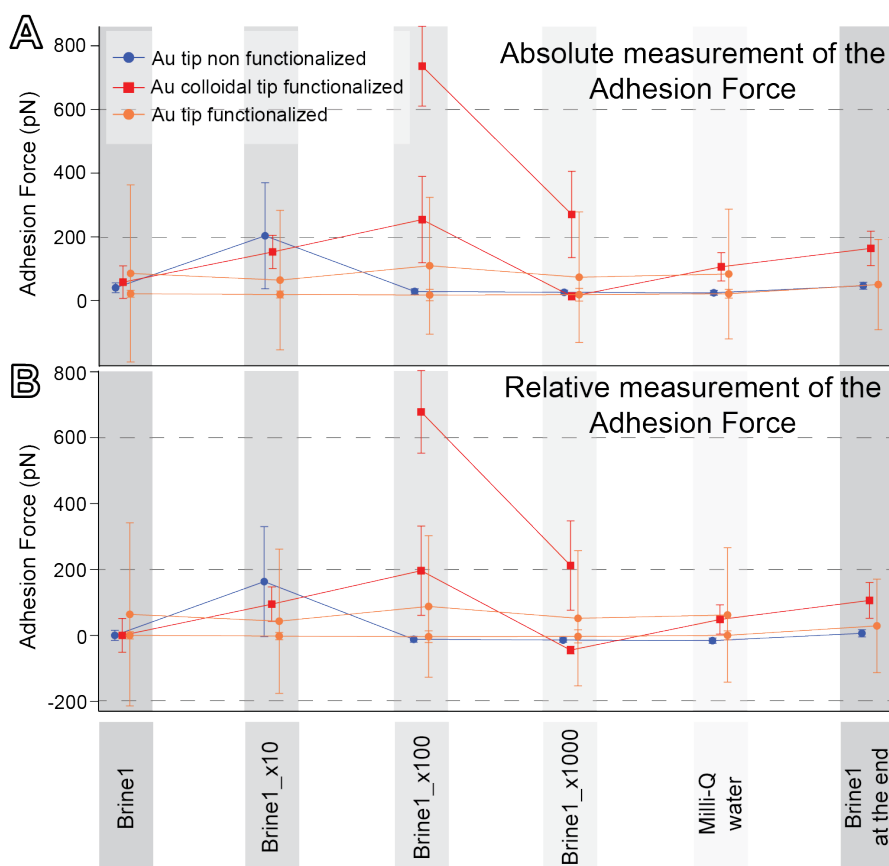 A
Absolute measurement of the
Adhesion Force
Au tip non functionalized
Au colloidal tip functionalized
Au tip functionalized
Adhesion Force (pN)
800
600
400
200
0
B
Relative measurement of the
Adhesion Force
Adhesion Force (pN)
800
600
400
200
0
-200
Brine1
Brine1_x10
Brine1_x100
Brine1_x1000
Milli-Q
water
Brine1
at the end